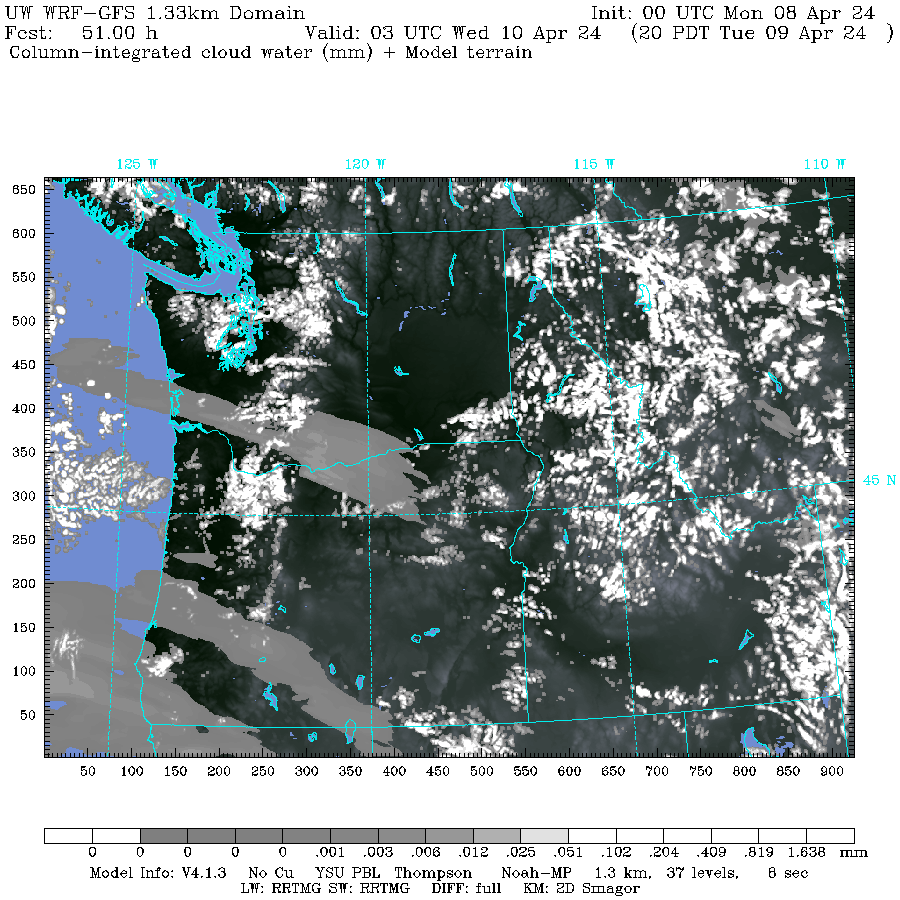 UW WRF-GFS 1.33km Domain Init: 00 UTC Mon 08 Apr 24
Fcst: 51.00 h Valid: 03 UTC Wed 10 Apr 24 (20 PDT Tue 09 Apr 24 )
Column-integrated cloud water (mm) + Model terrain
125 W 120 W 115 W 110 W
650
600
550
500
450
400
350
45 N
300
250
200
150
100
50
50 100 150 200 250 300 350 400 450 500 550 600 650 700 750 800 850 900
0 0 0 0 0 .001 .003 .006 .012 .025 .051 .102 .204 .409 .819 1.638 mm
Model Info: V4.1.3 No Cu YSU PBL Thompson Noah-MP 1.3 km, 37 levels, 8 sec
LW: RRTMG SW: RRTMG DIFF: full KM: 2D Smagor